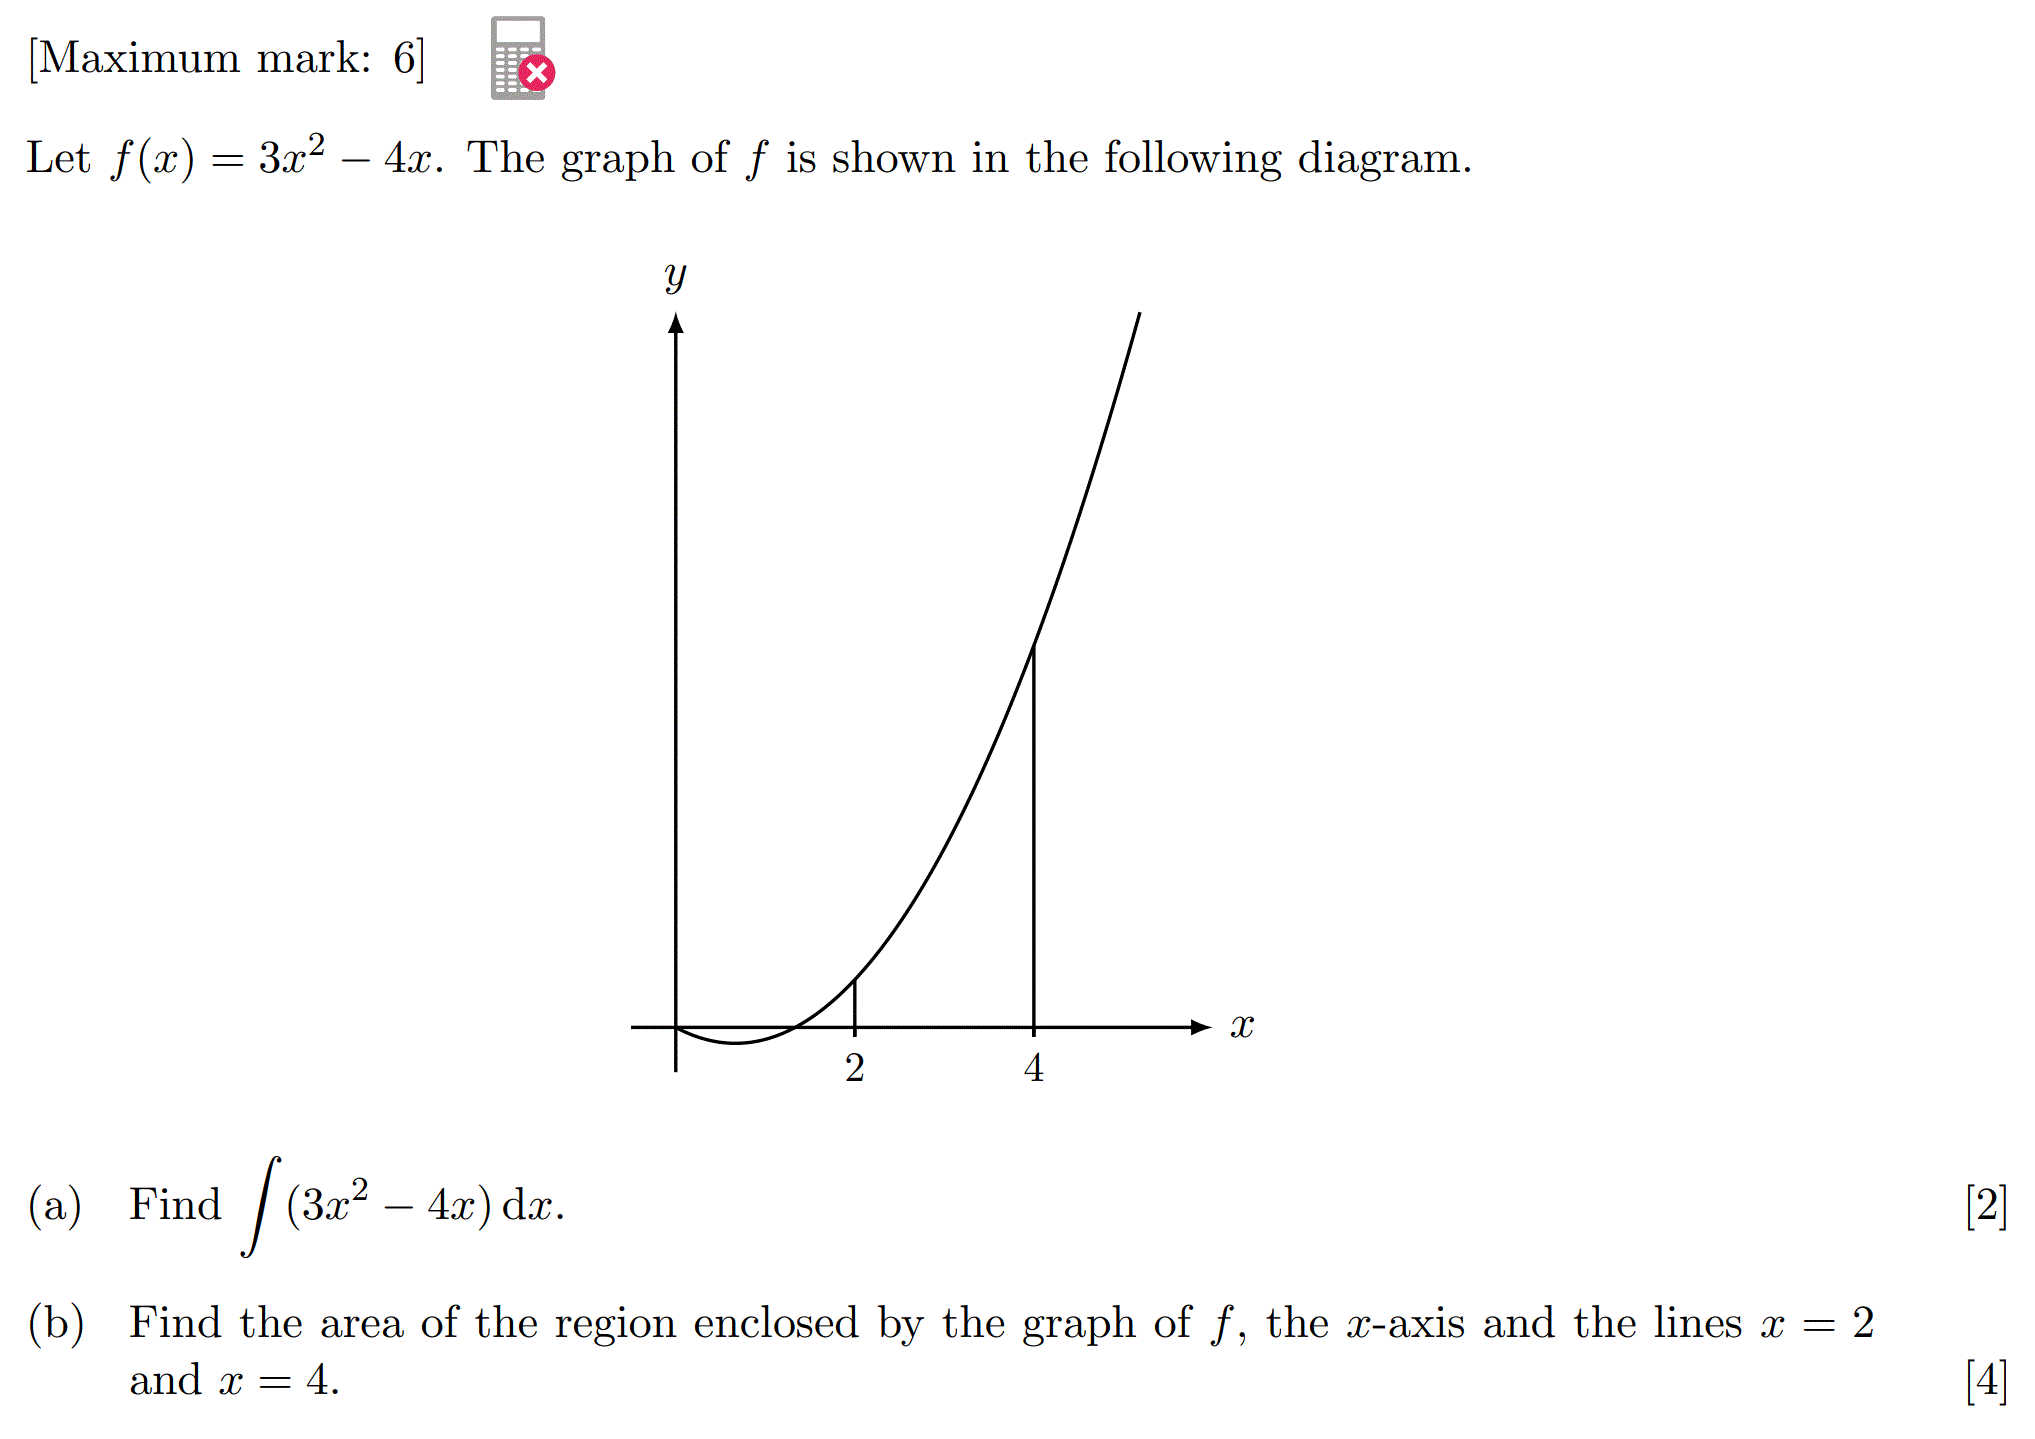 [Maximum mark: 6]
Let f(x) = 3x² − 4x. The graph of f is shown in the following diagram.
y
x
2
4
(a) Find ∫(3x² − 4x) dx. [2]
(b) Find the area of the region enclosed by the graph of f, the x-axis and the lines x = 2
and x = 4. [4]